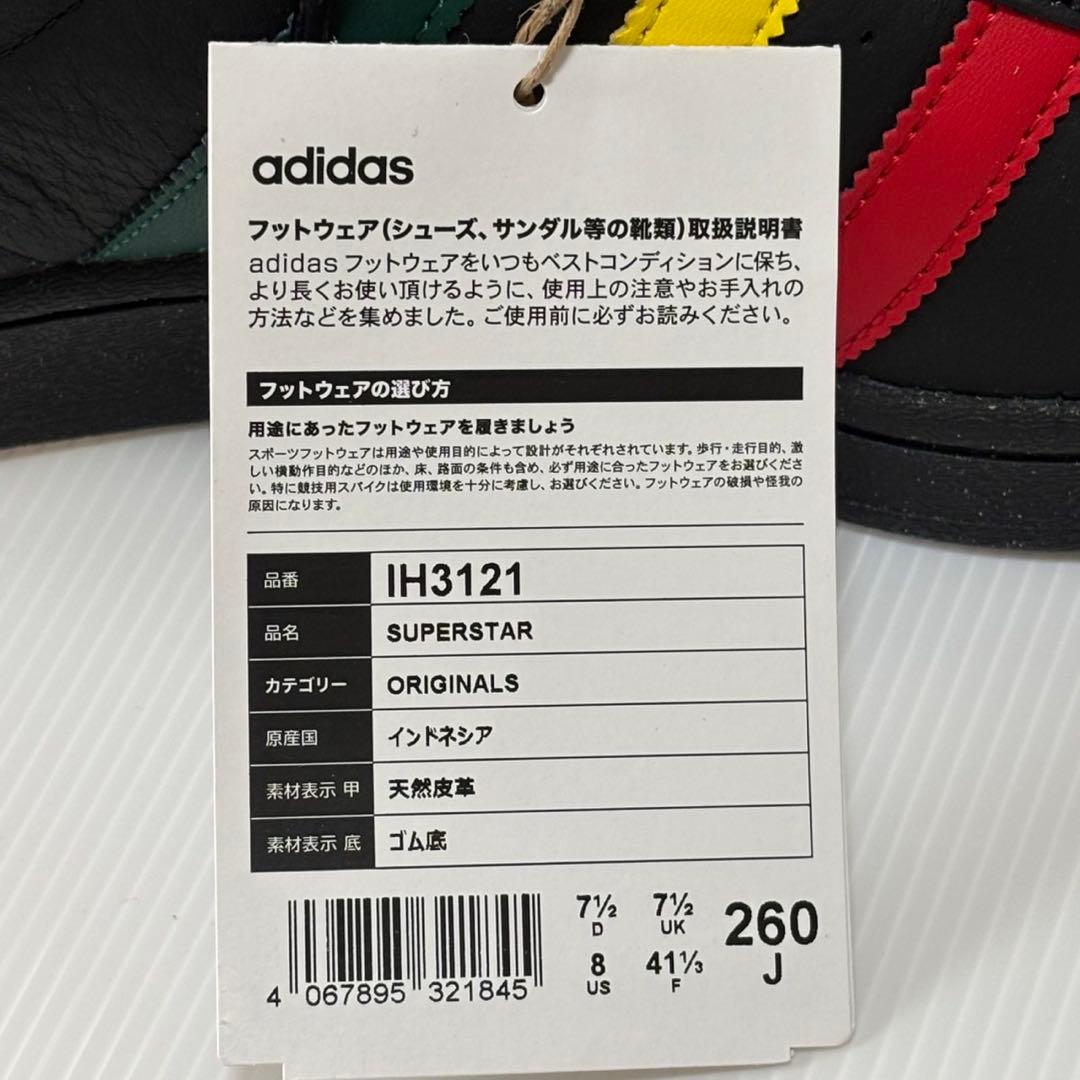 adidas
フットウェア(シューズ、サンダル等の靴類)取扱説明書
adidas フットウェアをいつもベストコンディションに保ち、
より長くお使い頂けるように、使用上の注意やお手入れの
方法などを集めました。ご使用前に必ずお読みください。
フットウェアの選び方
用途にあったフットウェアを履きましょう
スポーツフットウェアは用途や使用目的によって設計がそれぞれされています。歩行・走行目的、激
しい横動作目的などのほか、床、路面の条件も含め、必ず用途に合ったフットウェアをお選びくださ
い。特に競技用スパイクは使用環境を十分に考慮し、お選びください。フットウェアの破損や怪我の
原因になります。
品番 IH3121
品名 SUPERSTAR
カテゴリー ORIGINALS
原産国 インドネシア
素材表示 甲 天然皮革
素材表示 底 ゴム底
7½ 7½ 260
D UK
8 41⅓ J
US F
4 067895 321845